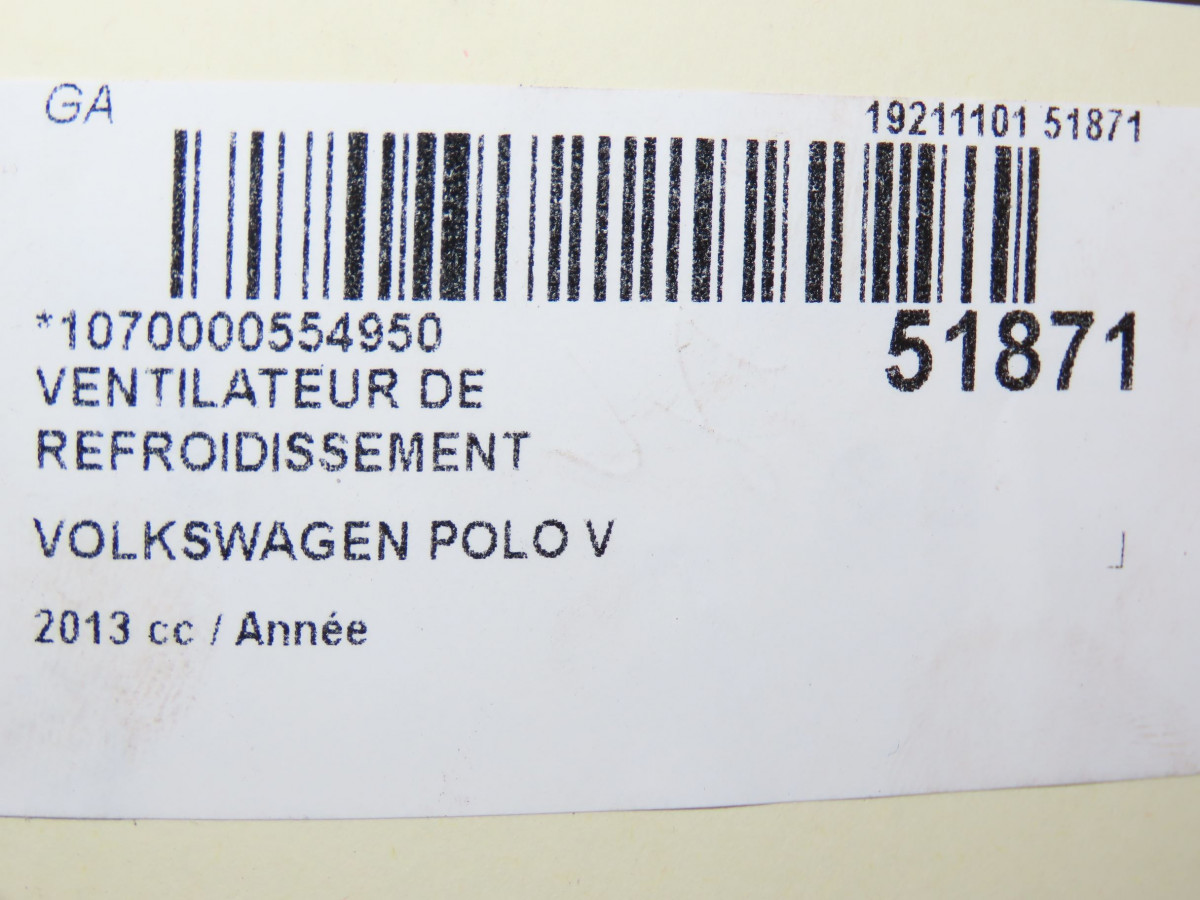 GA
19211101 51871
*1070000554950
51871
VENTILATEUR DE
REFROIDISSEMENT
VOLKSWAGEN POLO V
2013 cc / Année